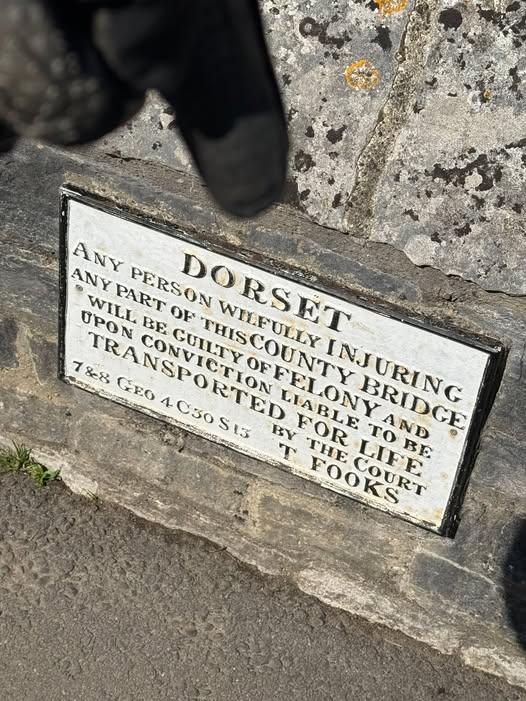 DORSET
ANY PERSON WILFULLY INJURING
ANY PART OF THIS COUNTY BRIDGE
WILL BE GUILTY OF FELONY AND
UPON CONVICTION LIABLE TO BE
TRANSPORTED FOR LIFE
BY THE COURT
7&8 GEO 4 C30 S13
T FOOKS